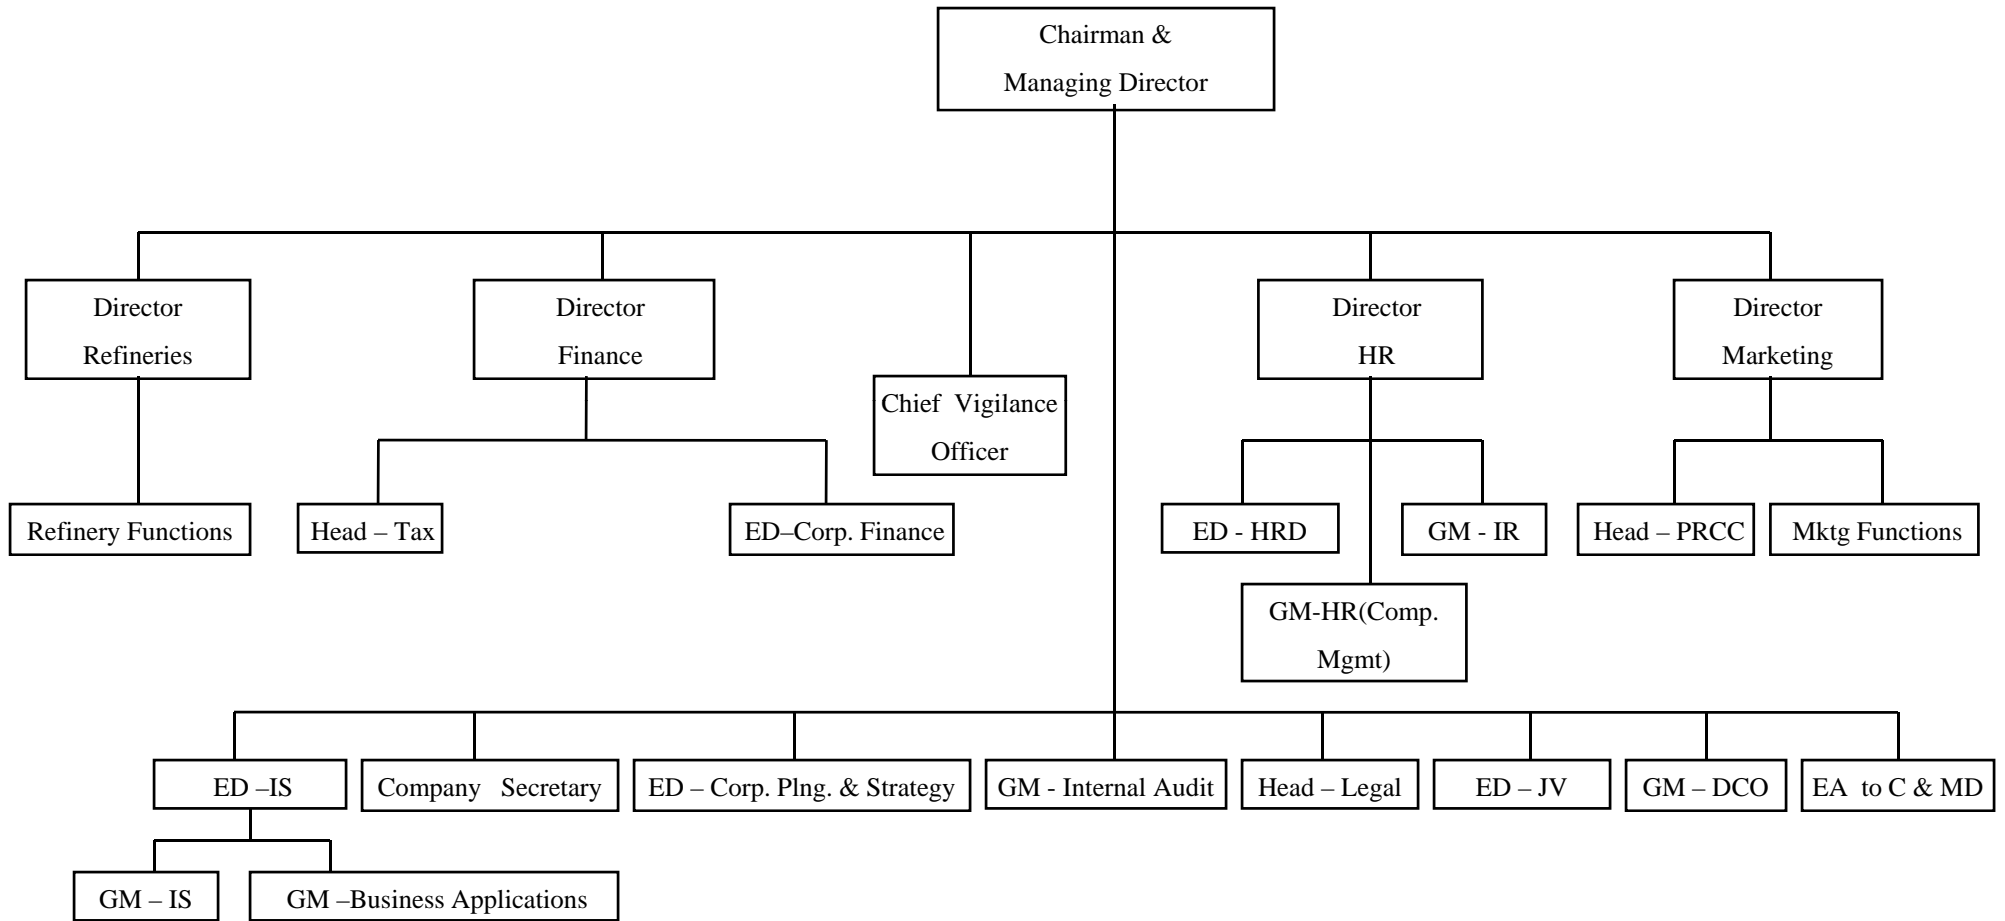 Chairman &
Managing Director
Director
Refineries
Director
Finance
Chief Vigilance
Officer
Director
HR
Director
Marketing
Refinery Functions
Head – Tax
ED–Corp. Finance
ED - HRD
GM - IR
Head – PRCC
Mktg Functions
GM-HR(Comp.
Mgmt)
ED –IS
Company Secretary
ED – Corp. Plng. & Strategy
GM - Internal Audit
Head – Legal
ED – JV
GM – DCO
EA to C & MD
GM – IS
GM –Business Applications